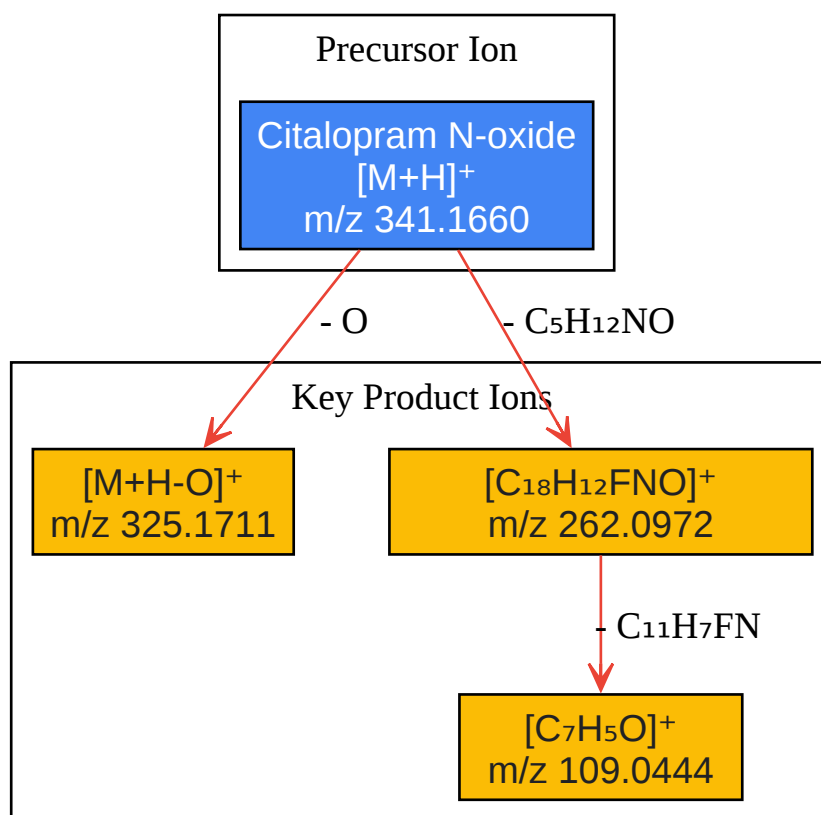 Precursor Ion
Citalopram N-oxide
[M+H]⁺
m/z 341.1660
- O
- C₅H₁₂NO
Key Product Ions
[M+H-O]⁺
m/z 325.1711
[C₁₈H₁₂FNO]⁺
m/z 262.0972
- C₁₁H₇FN
[C₇H₅O]⁺
m/z 109.0444